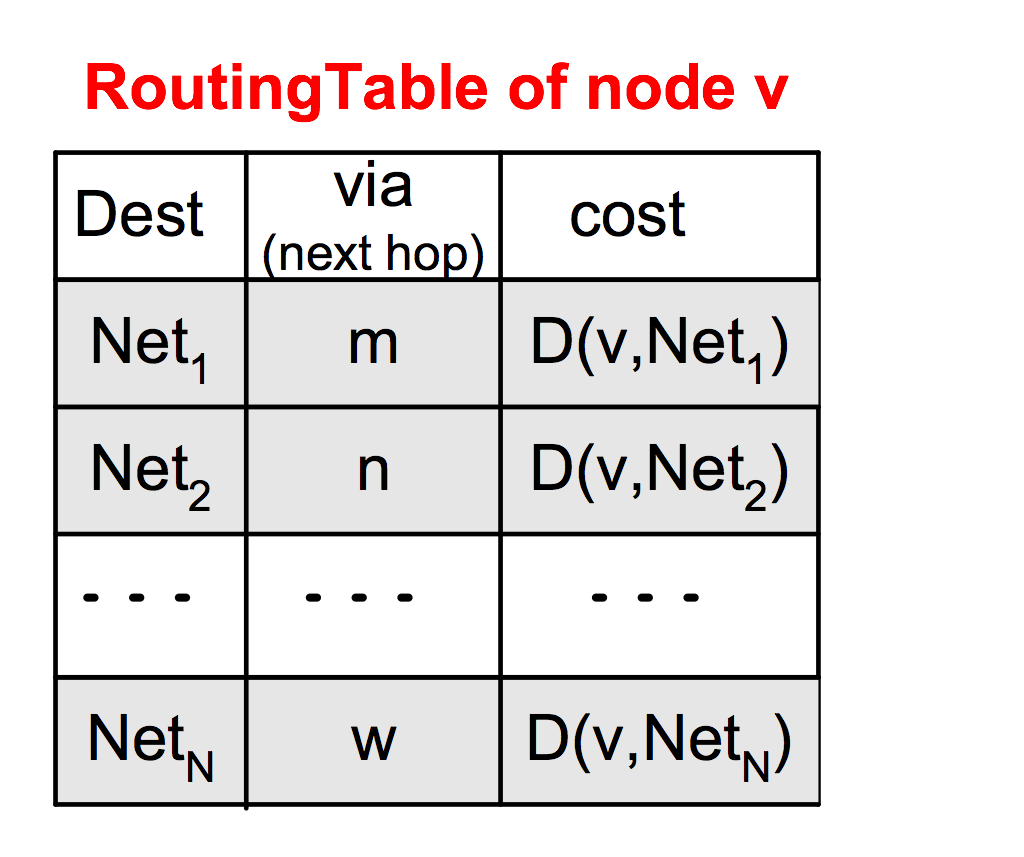 RoutingTable of node v
Dest via (next hop) cost
Net1 m D(v,Net1)
Net2 n D(v,Net2)
- - - - - - - - -
NetN w D(v,NetN)